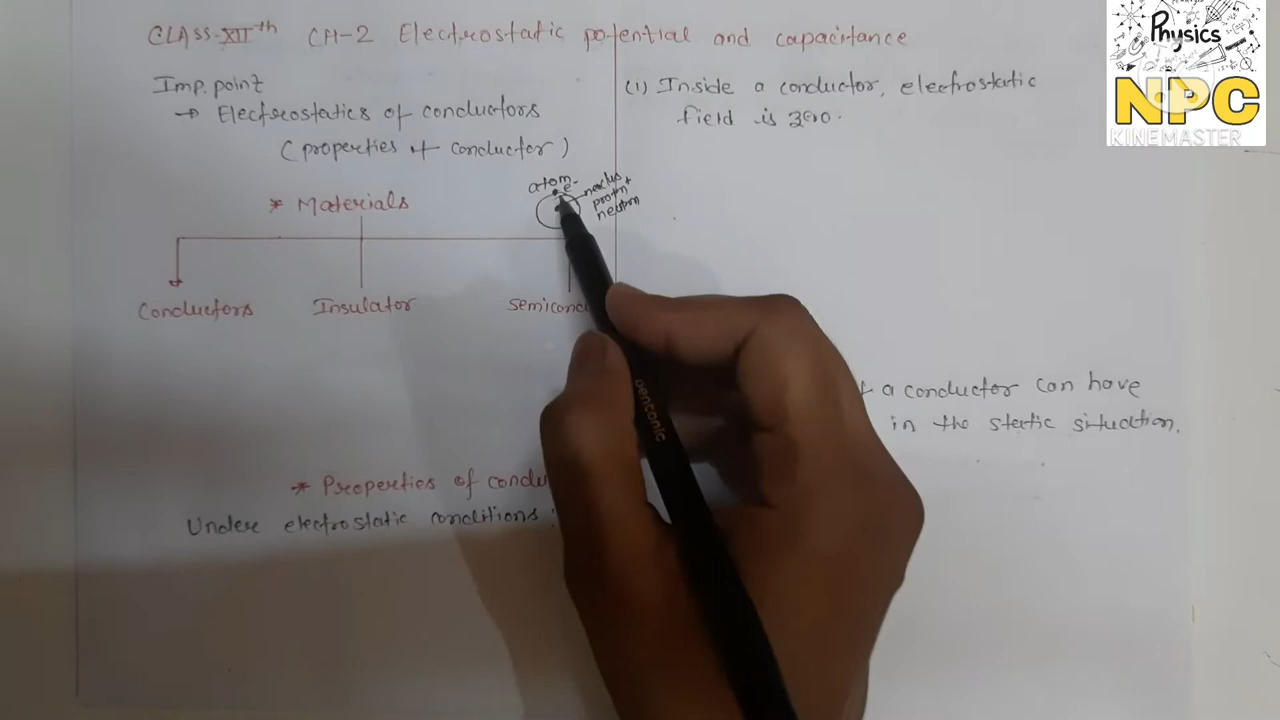 CLASS-XIIth CH-2 Electrostatic potential and capacitance
Imp. point
→ Electrostatics of conductors
(properties of conductor)
* Materials
atom
e-
neuclus
proton+
neutron
Conductors Insulator semicond
* Properties of condu
Under electrostatic conditions :
(1) Inside a conductor, electrostatic
field is zero.
a conductor can have
in the static situation.
Physics
NPC
KINEMASTER
pentonic